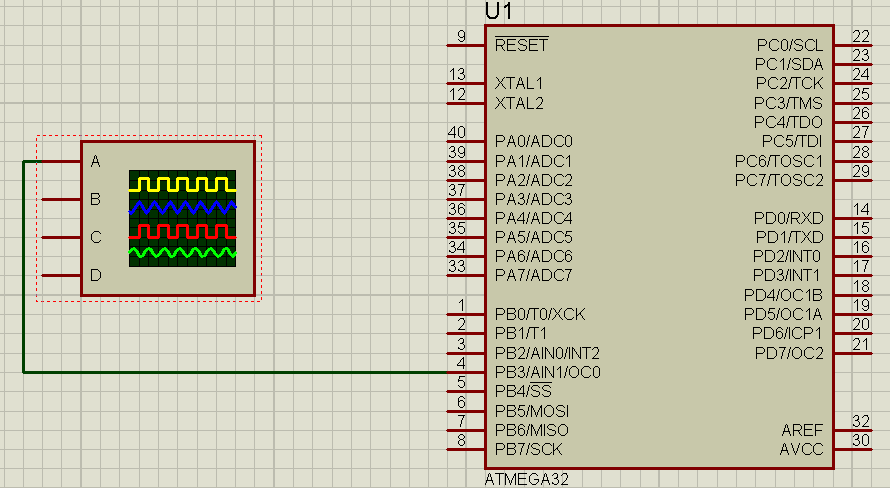 U1
A
B
C
D
9 RESET
13 XTAL1
12 XTAL2
40 PA0/ADC0
39 PA1/ADC1
38 PA2/ADC2
37 PA3/ADC3
36 PA4/ADC4
35 PA5/ADC5
34 PA6/ADC6
33 PA7/ADC7
1 PB0/T0/XCK
2 PB1/T1
3 PB2/AIN0/INT2
4 PB3/AIN1/OC0
5 PB4/SS
6 PB5/MOSI
7 PB6/MISO
8 PB7/SCK
PC0/SCL 22
PC1/SDA 23
PC2/TCK 24
PC3/TMS 25
PC4/TDO 26
PC5/TDI 27
PC6/TOSC1 28
PC7/TOSC2 29
PD0/RXD 14
PD1/TXD 15
PD2/INT0 16
PD3/INT1 17
PD4/OC1B 18
PD5/OC1A 19
PD6/ICP1 20
PD7/OC2 21
AREF 32
AVCC 30
ATMEGA32